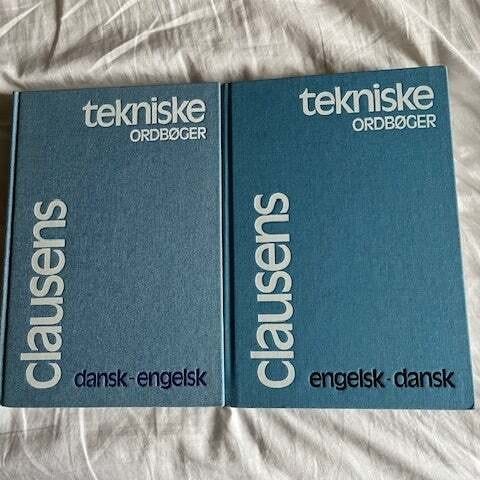 tekniske
ORDBØGER
clausens
dansk-engelsk
tekniske
ORDBØGER
clausens
engelsk-dansk